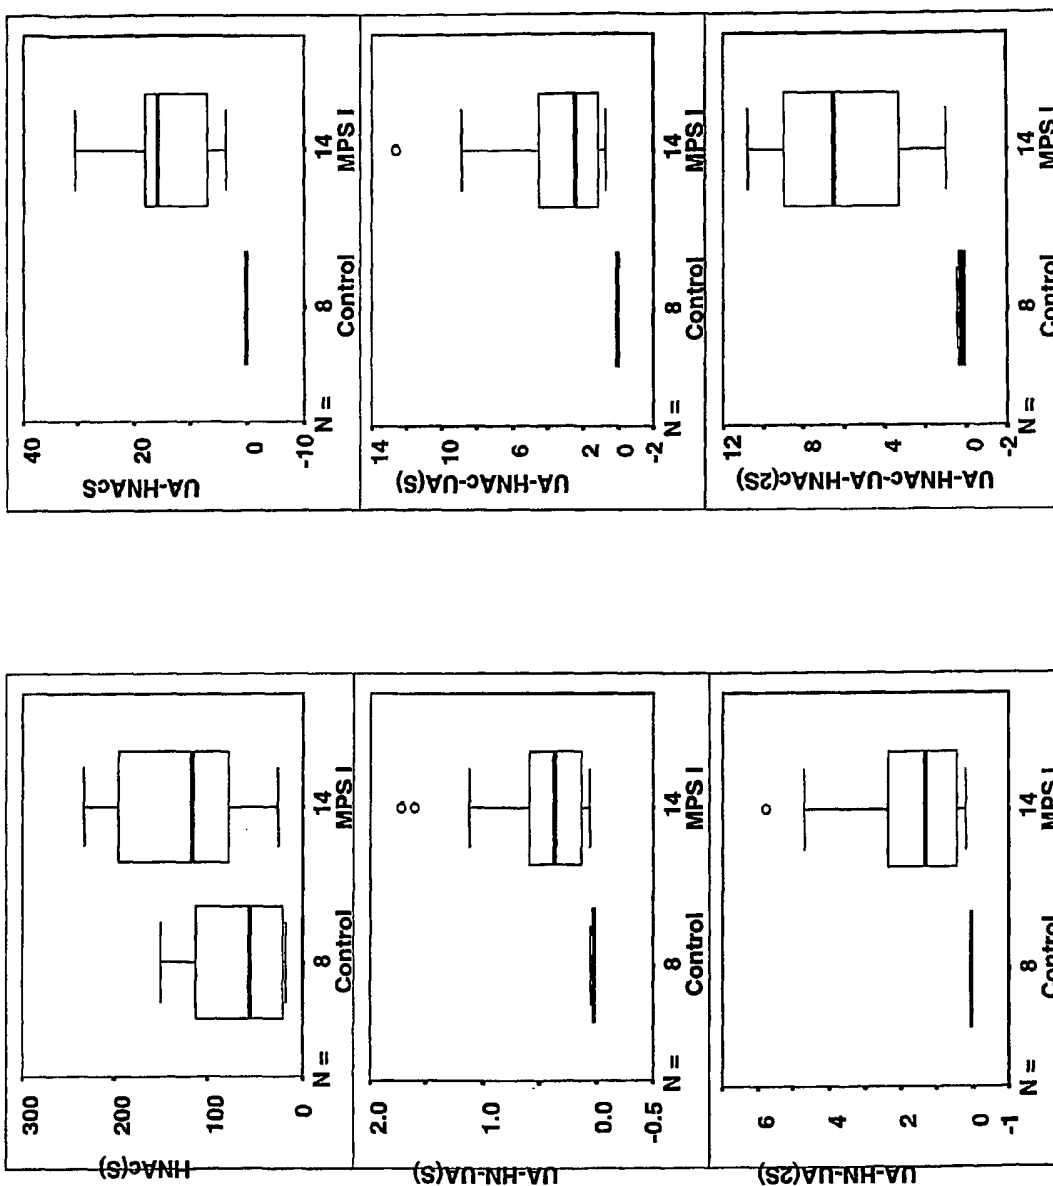 HNAc(S)
300
200
100
0
N =
8
14
Control
MPS I
UA-HNAcS
40
20
0
-10
N =
8
14
Control
MPS I
UA-HN-UA(S)
2.0
1.0
0.0
-0.5
N =
8
14
Control
MPS I
UA-HNAc-UA(S)
14
10
6
2
0
-2
N =
8
14
Control
MPS I
UA-HN-UA(2S)
6
4
2
0
-1
N =
8
14
Control
MPS I
UA-HNAc-UA-HNAc(2S)
12
8
4
0
-2
N =
8
14
Control
MPS I